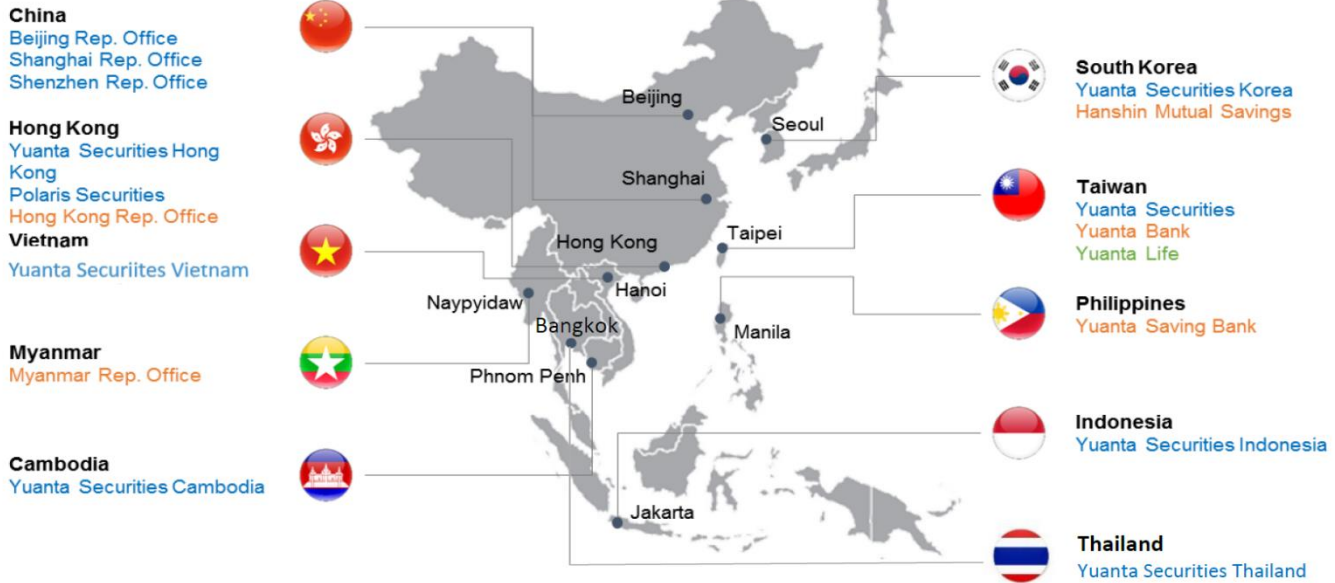 China
Beijing Rep. Office
Shanghai Rep. Office
Shenzhen Rep. Office
Hong Kong
Yuanta Securities Hong
Kong
Polaris Securities
Hong Kong Rep. Office
Vietnam
Yuanta Securiites Vietnam
Myanmar
Myanmar Rep. Office
Cambodia
Yuanta Securities Cambodia
Beijing
Seoul
Shanghai
Taipei
Hong Kong
Hanoi
Naypyidaw
Bangkok
Manila
Phnom Penh
Jakarta
South Korea
Yuanta Securities Korea
Hanshin Mutual Savings
Taiwan
Yuanta Securities
Yuanta Bank
Yuanta Life
Philippines
Yuanta Saving Bank
Indonesia
Yuanta Securities Indonesia
Thailand
Yuanta Securities Thailand